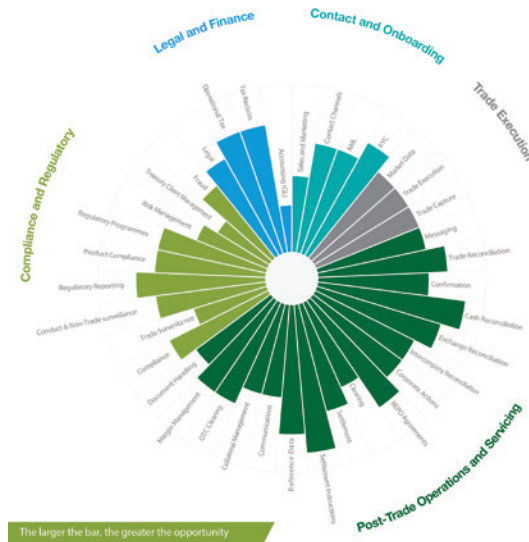 Legal and Finance
Contact and Onboarding
Trade Execution
Compliance and Regulatory
Post-Trade Operations and Servicing
Accounting (GL)
Sales and Marketing
Contact Channels
AML
KYC
Market Data
Trade Execution
Trade Capture
Messaging
Trade Reconciliation
Confirmation
Cash Reconciliation
Exchange Reconciliation
Intercompany Reconciliation
Corporate Actions
REPO Agreements
Clearing
Settlement
Settlement Instructions
Reference Data
Communications
Collateral Management
OTC Clearing
Margin Management
Document Handling
Compliance
Trade Surveillance
Conduct & Non-Trade surveillance
Regulatory Reporting
Product Compliance
Regulatory Programmes
Risk Management
Treasury Client Management
Fraud
Legal
Operational Tax
Tax Reclaim
The larger the bar, the greater the opportunity